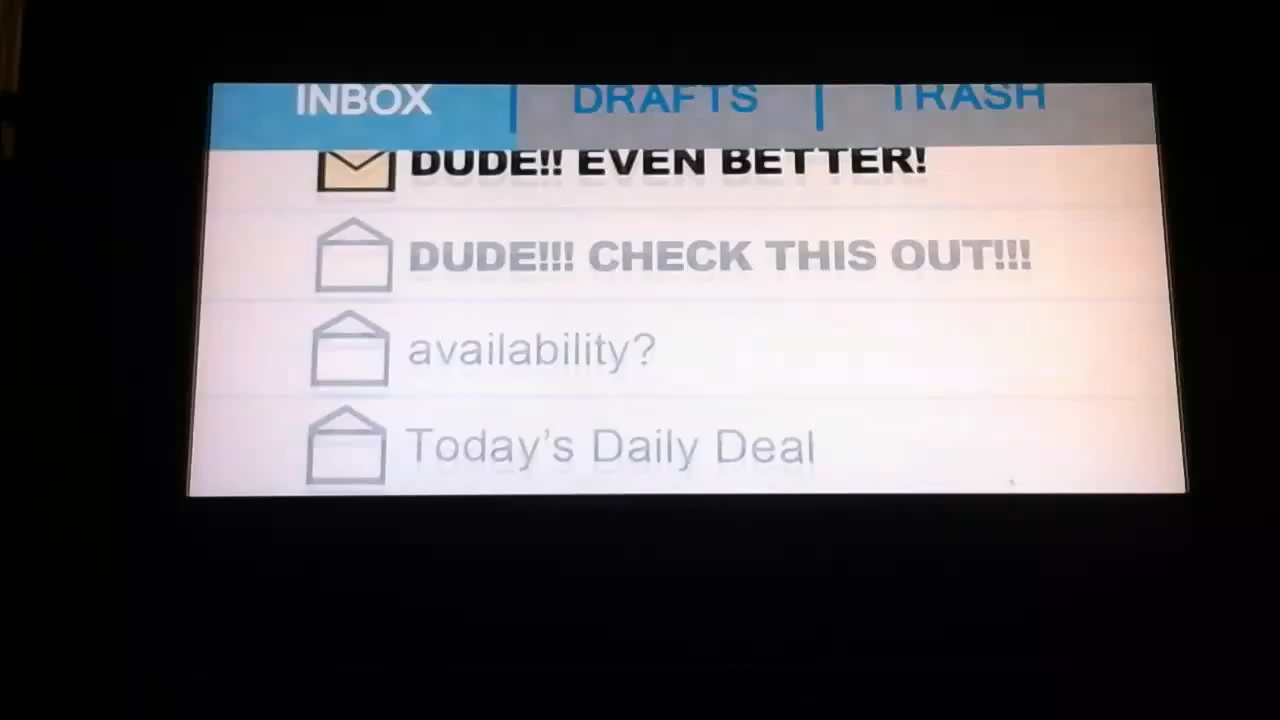 INBOX DRAFTS TRASH
DUDE!! EVEN BETTER!
DUDE!!! CHECK THIS OUT!!!
availability?
Today's Daily Deal